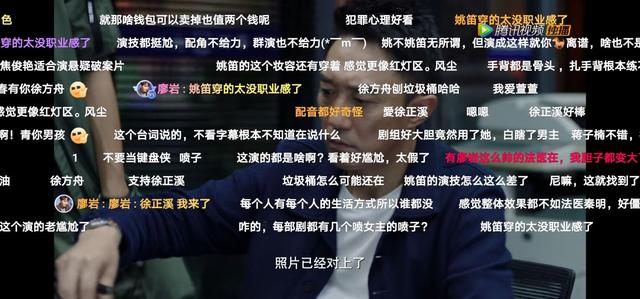 色 就那些钱包可以卖掉也值两个钱呢 犯罪心理好看 姚笛穿的太没职业感了
腾讯视频 独播
穿的太没职业感了 演技都挺尬，配角不给力，群演也不给力(*￣m￣) 姚不姚无所谓，但演成这样就你离谱，啥也不是
焦俊艳适合演悬疑破案片 姚笛的这个妆容还有穿着 感觉更像红灯区。风尘 手背都是骨头 ，扎手背根本练不
春有你徐方舟 廖岩：姚笛穿的太没职业感了 徐方舟刨垃圾桶哈哈 我爱萱萱
感觉更像红灯区。风尘 配音都好奇怪 愛徐正溪 嗯嗯 徐正溪好棒
啊！青你男孩 这个台词说的，不看字幕根本不知道在说什么 剧组好大胆竟然用了她，白瞎了男主 蒋子楠不错，
1 不要当键盘侠 喷子 这演的都是啥啊？看着好尴尬，太假了 有廖岩这么帅的法医在，我胆子都变大了
油 徐方舟 支持徐正溪 垃圾桶怎么可能还在 姚笛的演技怎么这么差了 尼嘛，这就找到了
廖岩：廖岩：徐正溪 我来了 每个人有每个人的生活方式所以谁都没 感觉整体效果都不如法医秦明，好僵
这个演的老尴尬了 咋的，每部剧都有几个喷女主的喷子？ 姚笛穿的太没职业感了
照片已经对上了